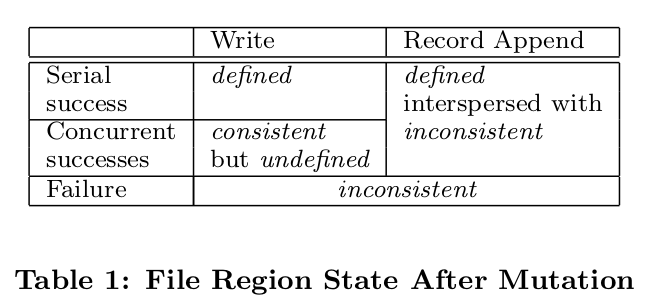 Write Record Append
Serial defined defined
success interspersed with
Concurrent consistent inconsistent
successes but undefined
Failure inconsistent
Table 1: File Region State After Mutation